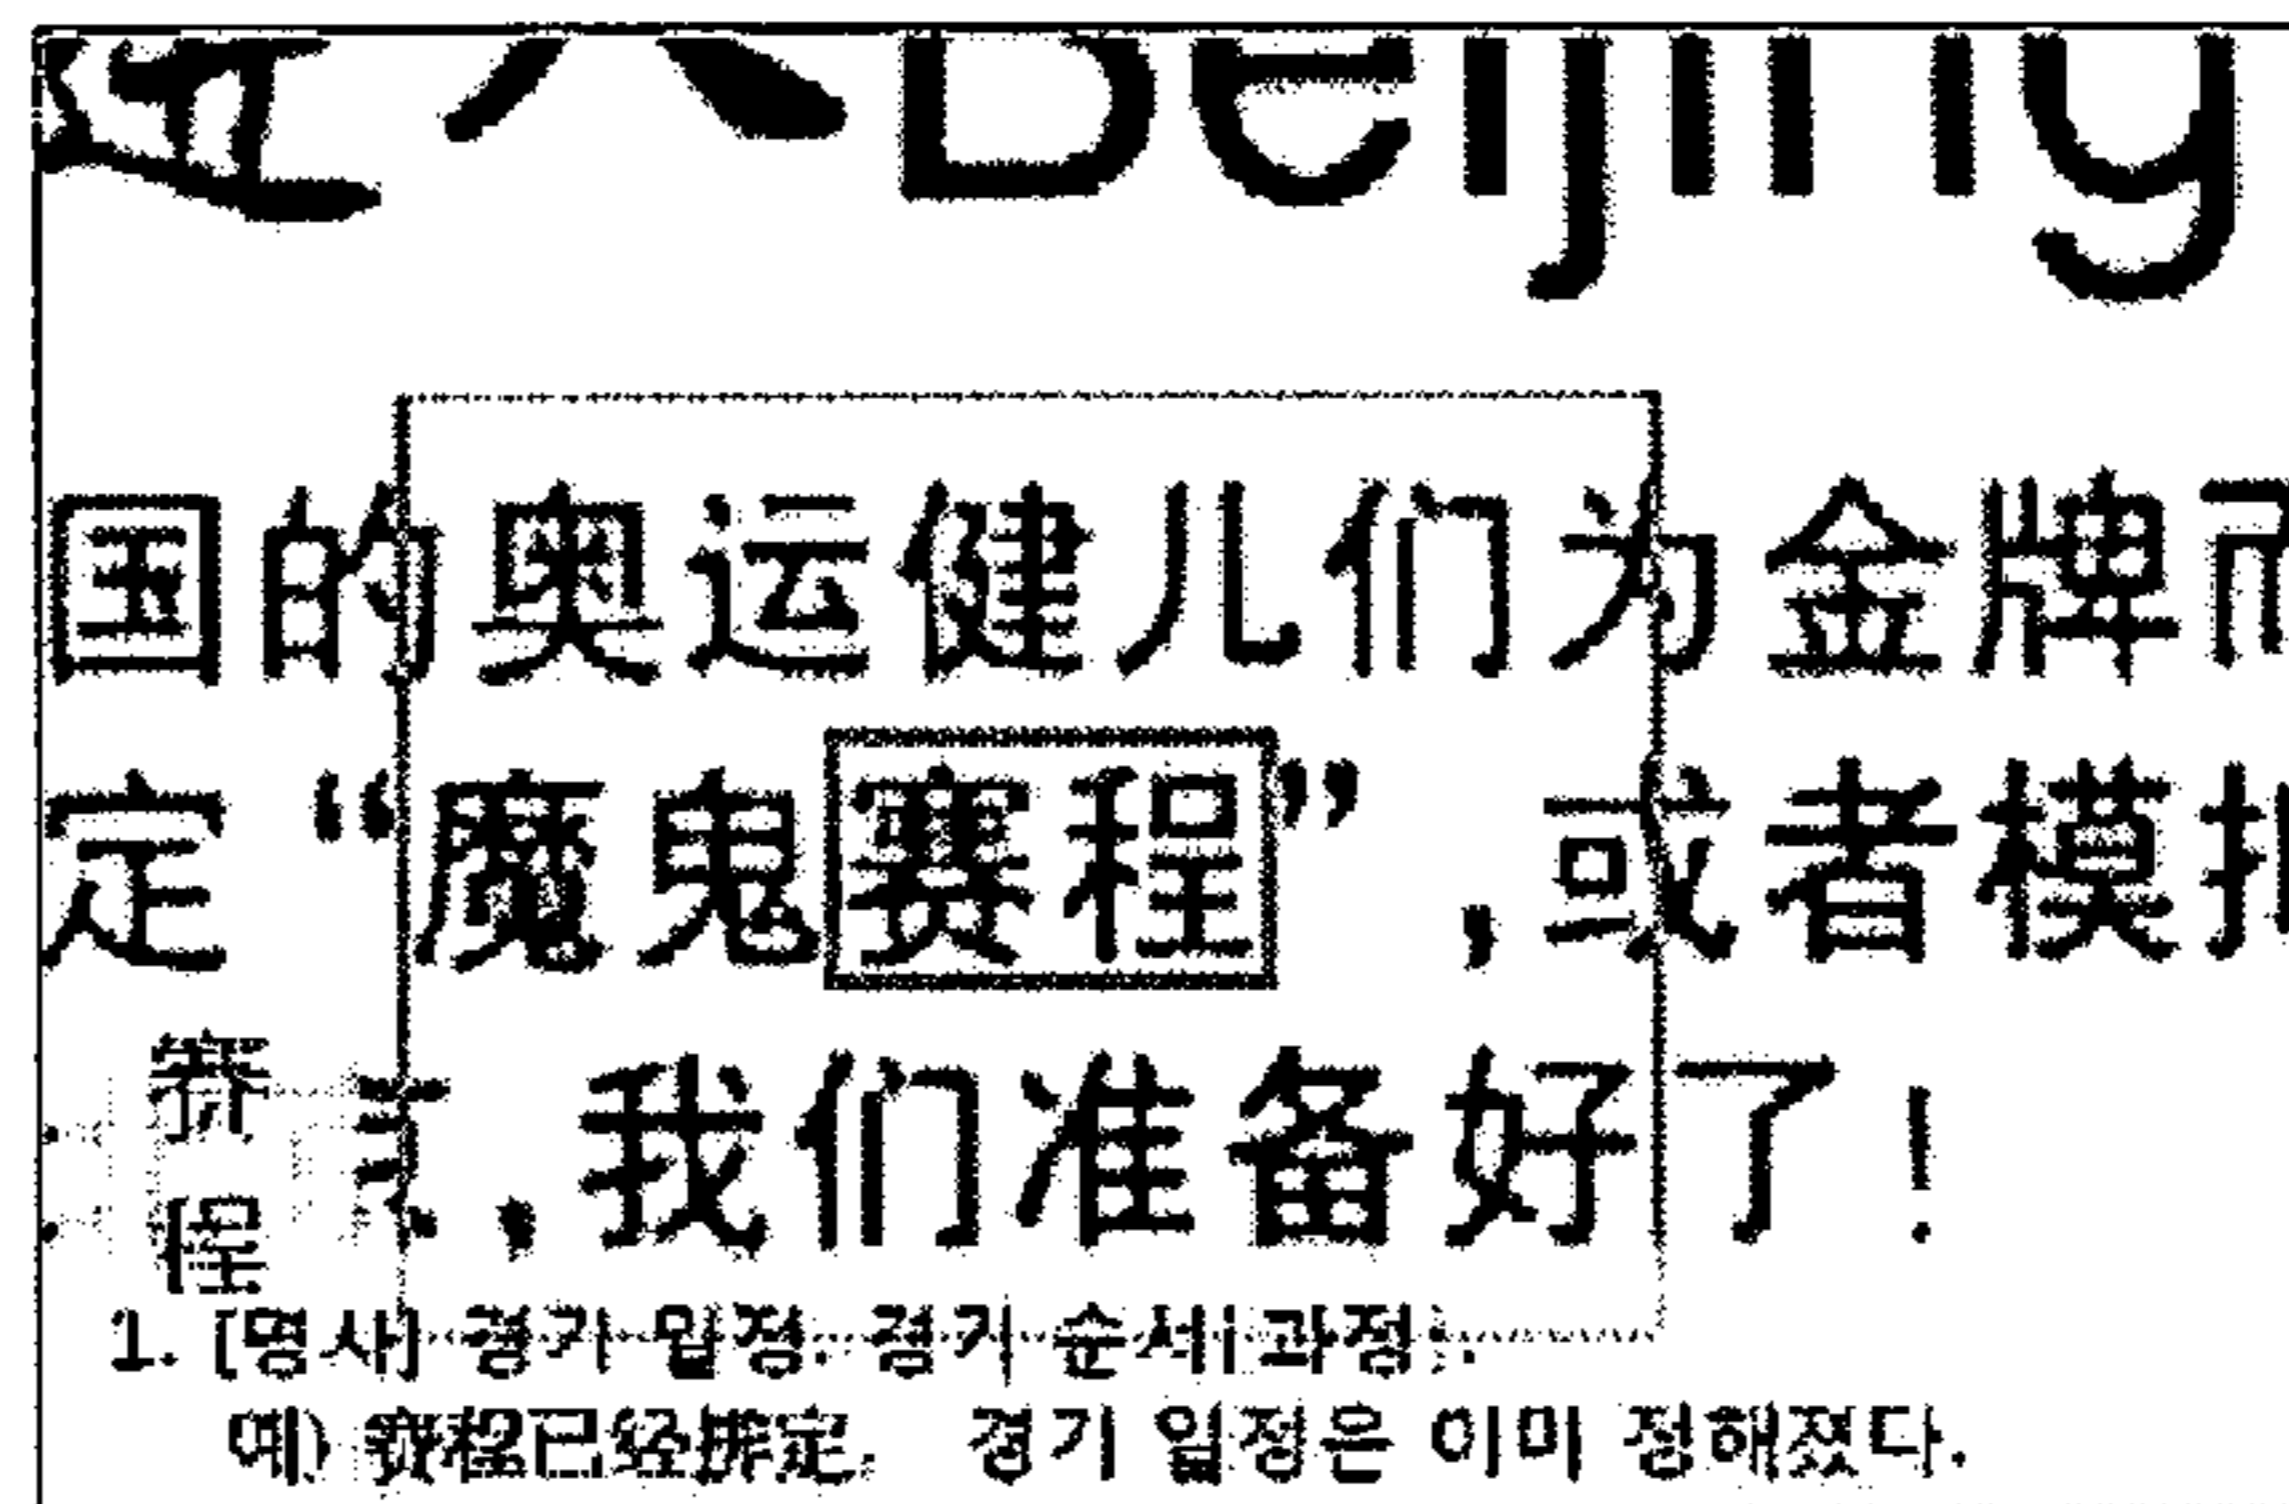 Beijing
国的奥运健儿们为金牌而
定“魔鬼赛程”，或者模拟
，我们准备好了！
赛
程
1. [명사] 경기 일정. 경기 순서[과정].
예) 赛程已经排定。 경기 일정은 이미 정해졌다.